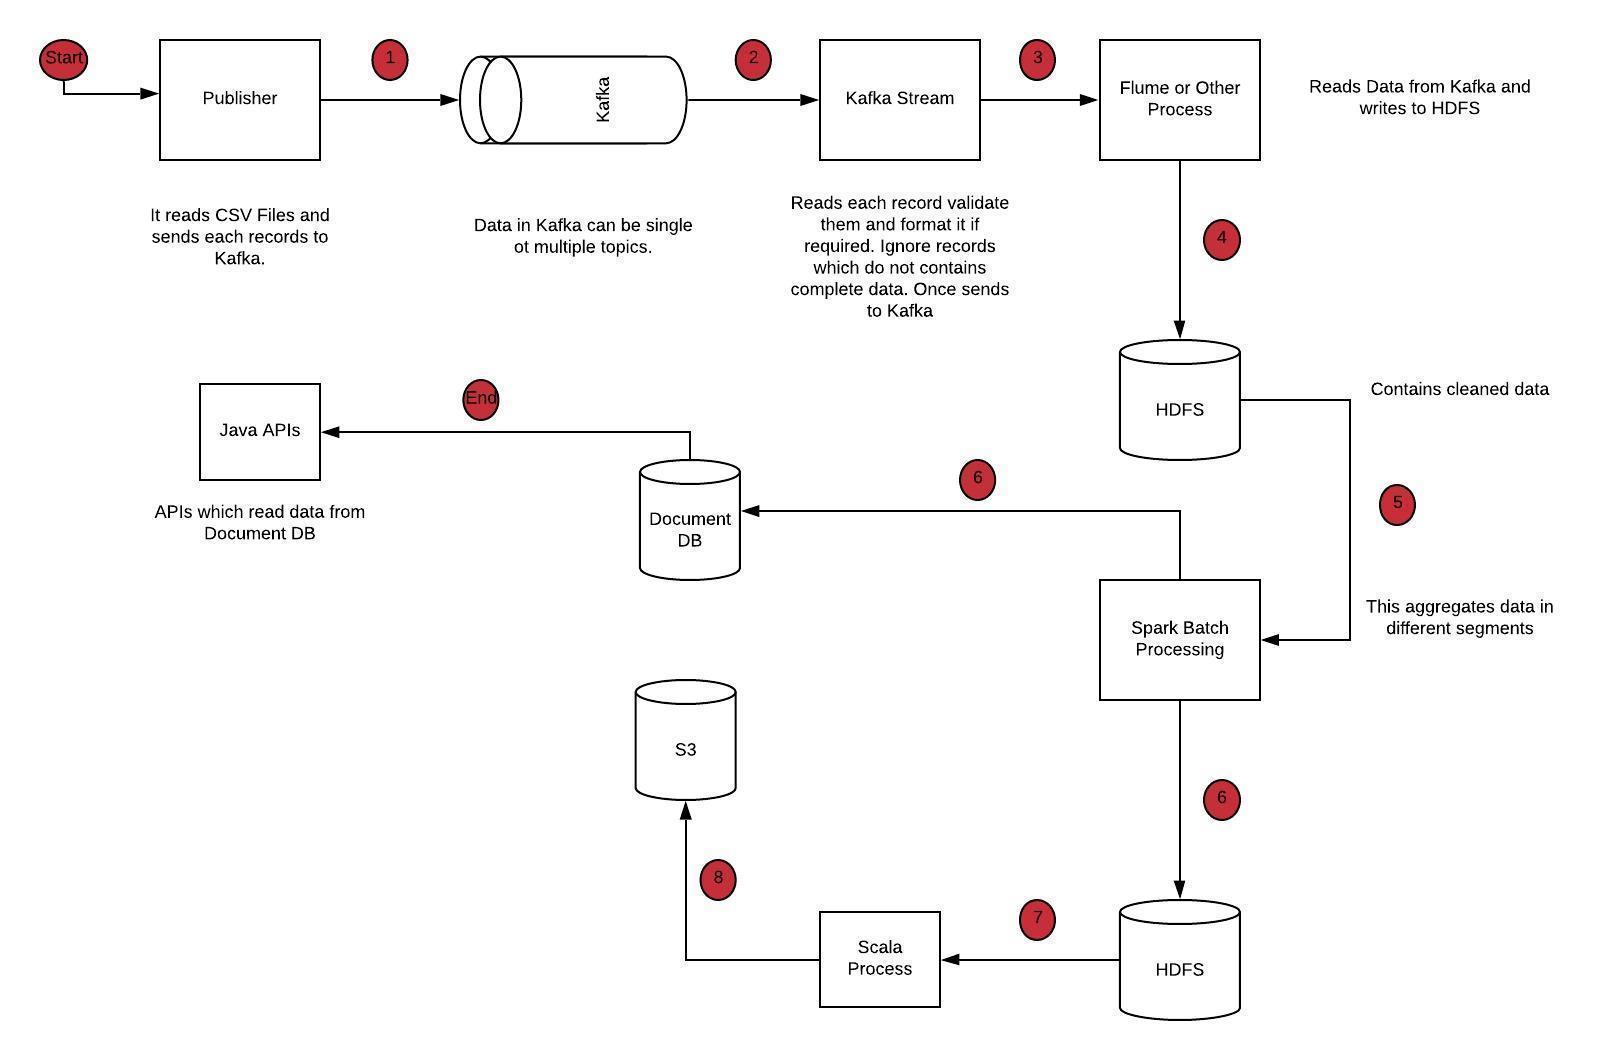 Start
Publisher
1
Kafka
2
Kafka Stream
3
Flume or Other
Process
Reads Data from Kafka and
writes to HDFS
It reads CSV Files and
sends each records to
Kafka.
Data in Kafka can be single
ot multiple topics.
Reads each record validate
them and format it if
required. Ignore records
which do not contains
complete data. Once sends
to Kafka
4
HDFS
Contains cleaned data
5
End
Java APIs
APIs which read data from
Document DB
Document
DB
6
Spark Batch
Processing
This aggregates data in
different segments
S3
6
8
7
Scala
Process
HDFS